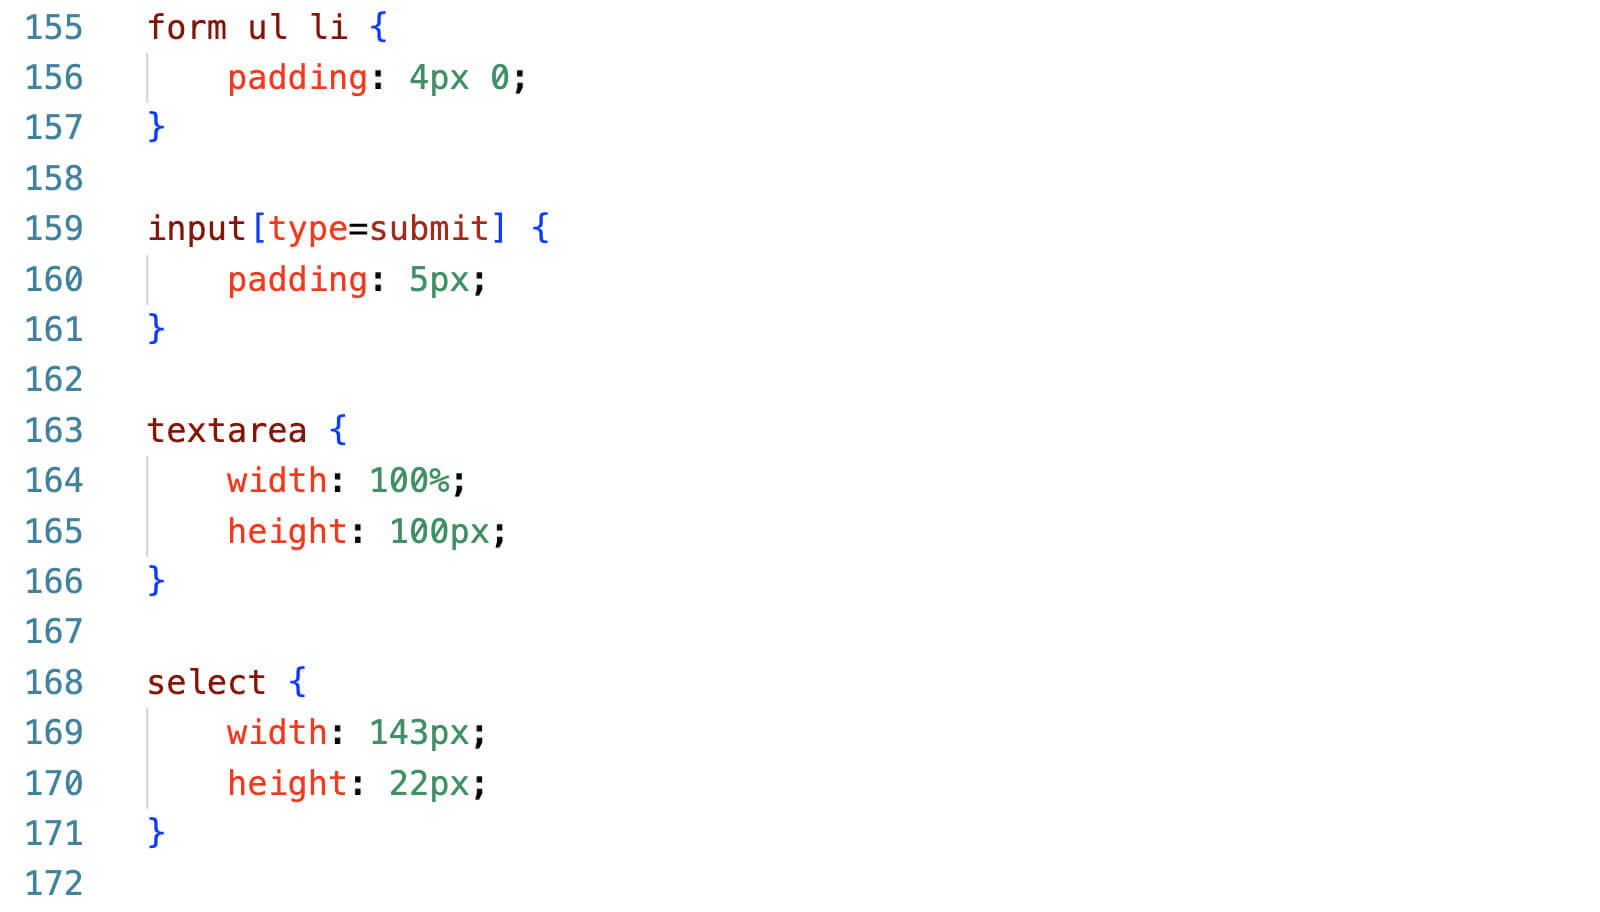 155 form ul li {
156     padding: 4px 0;
157 }
158
159 input[type=submit] {
160     padding: 5px;
161 }
162
163 textarea {
164     width: 100%;
165     height: 100px;
166 }
167
168 select {
169     width: 143px;
170     height: 22px;
171 }
172